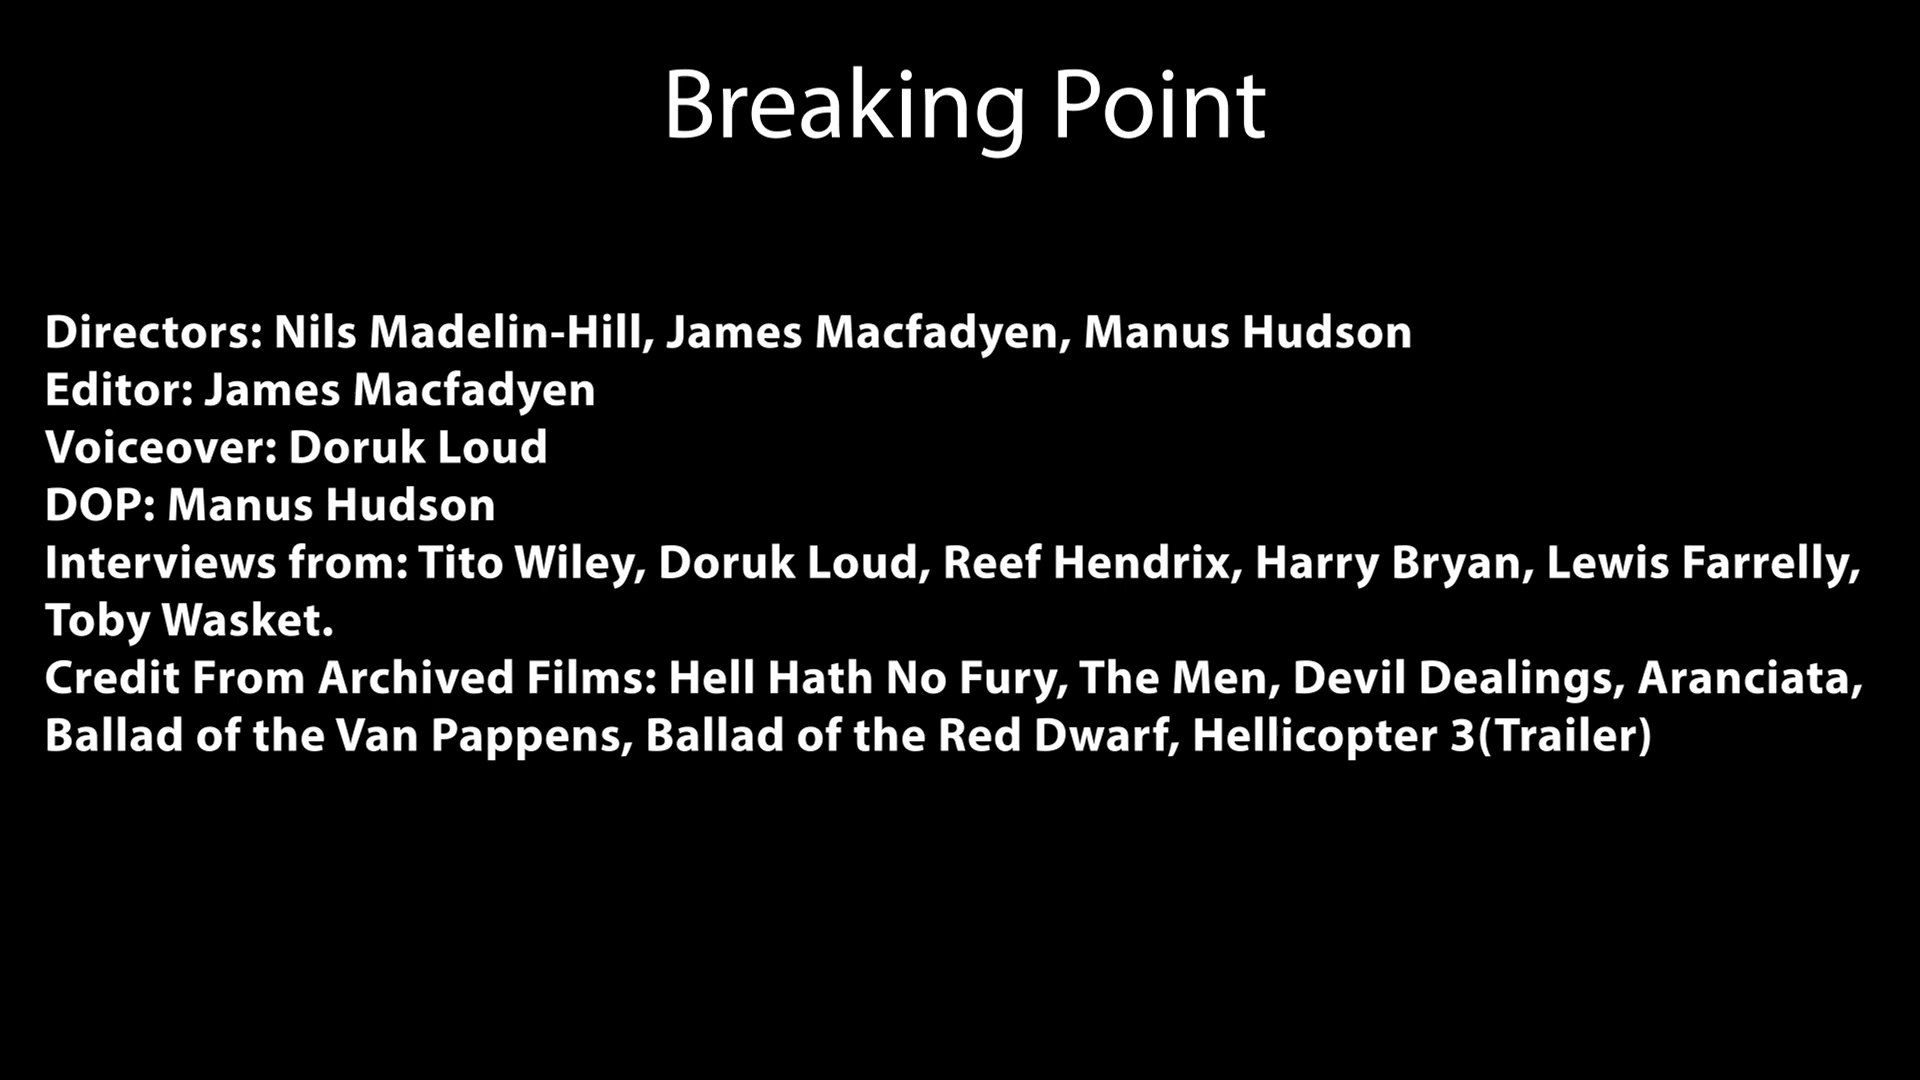 Breaking Point
Directors: Nils Madelin-Hill, James Macfadyen, Manus Hudson
Editor: James Macfadyen
Voiceover: Doruk Loud
DOP: Manus Hudson
Interviews from: Tito Wiley, Doruk Loud, Reef Hendrix, Harry Bryan, Lewis Farrelly,
Toby Wasket.
Credit From Archived Films: Hell Hath No Fury, The Men, Devil Dealings, Aranciata,
Ballad of the Van Pappens, Ballad of the Red Dwarf, Hellicopter 3(Trailer)